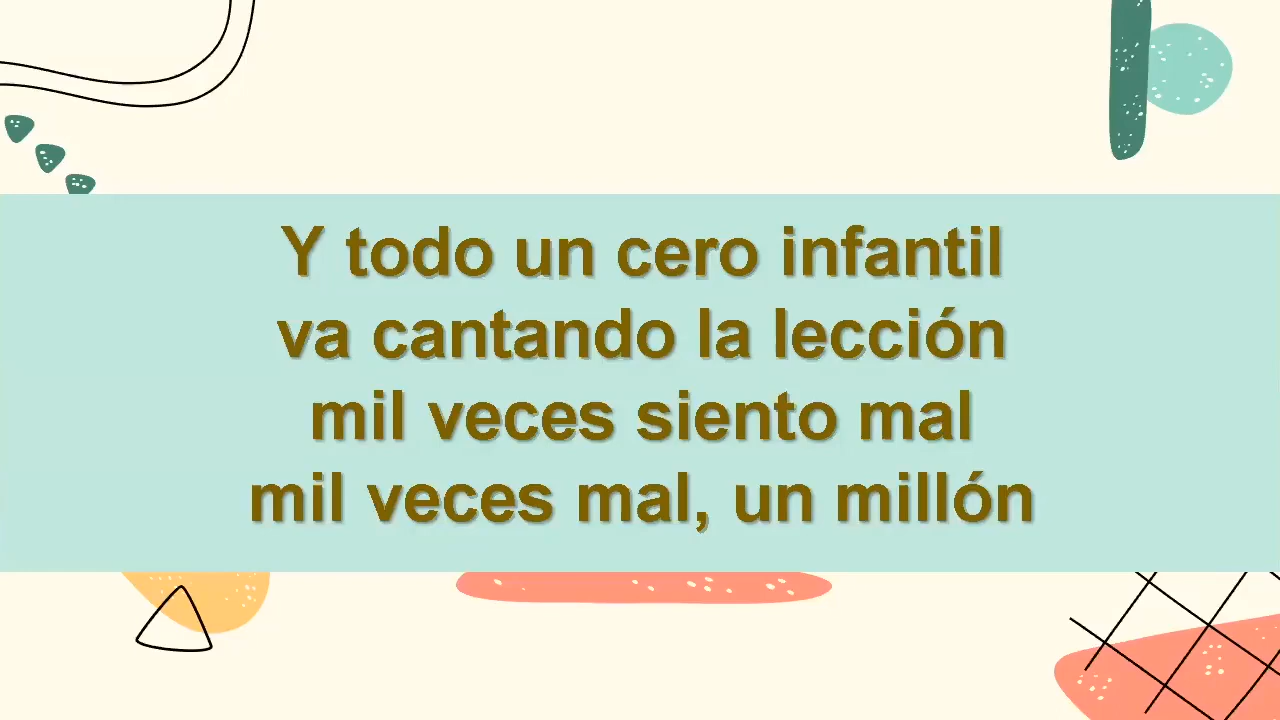 Y todo un cero infantil
va cantando la lección
mil veces siento mal
mil veces mal, un millón